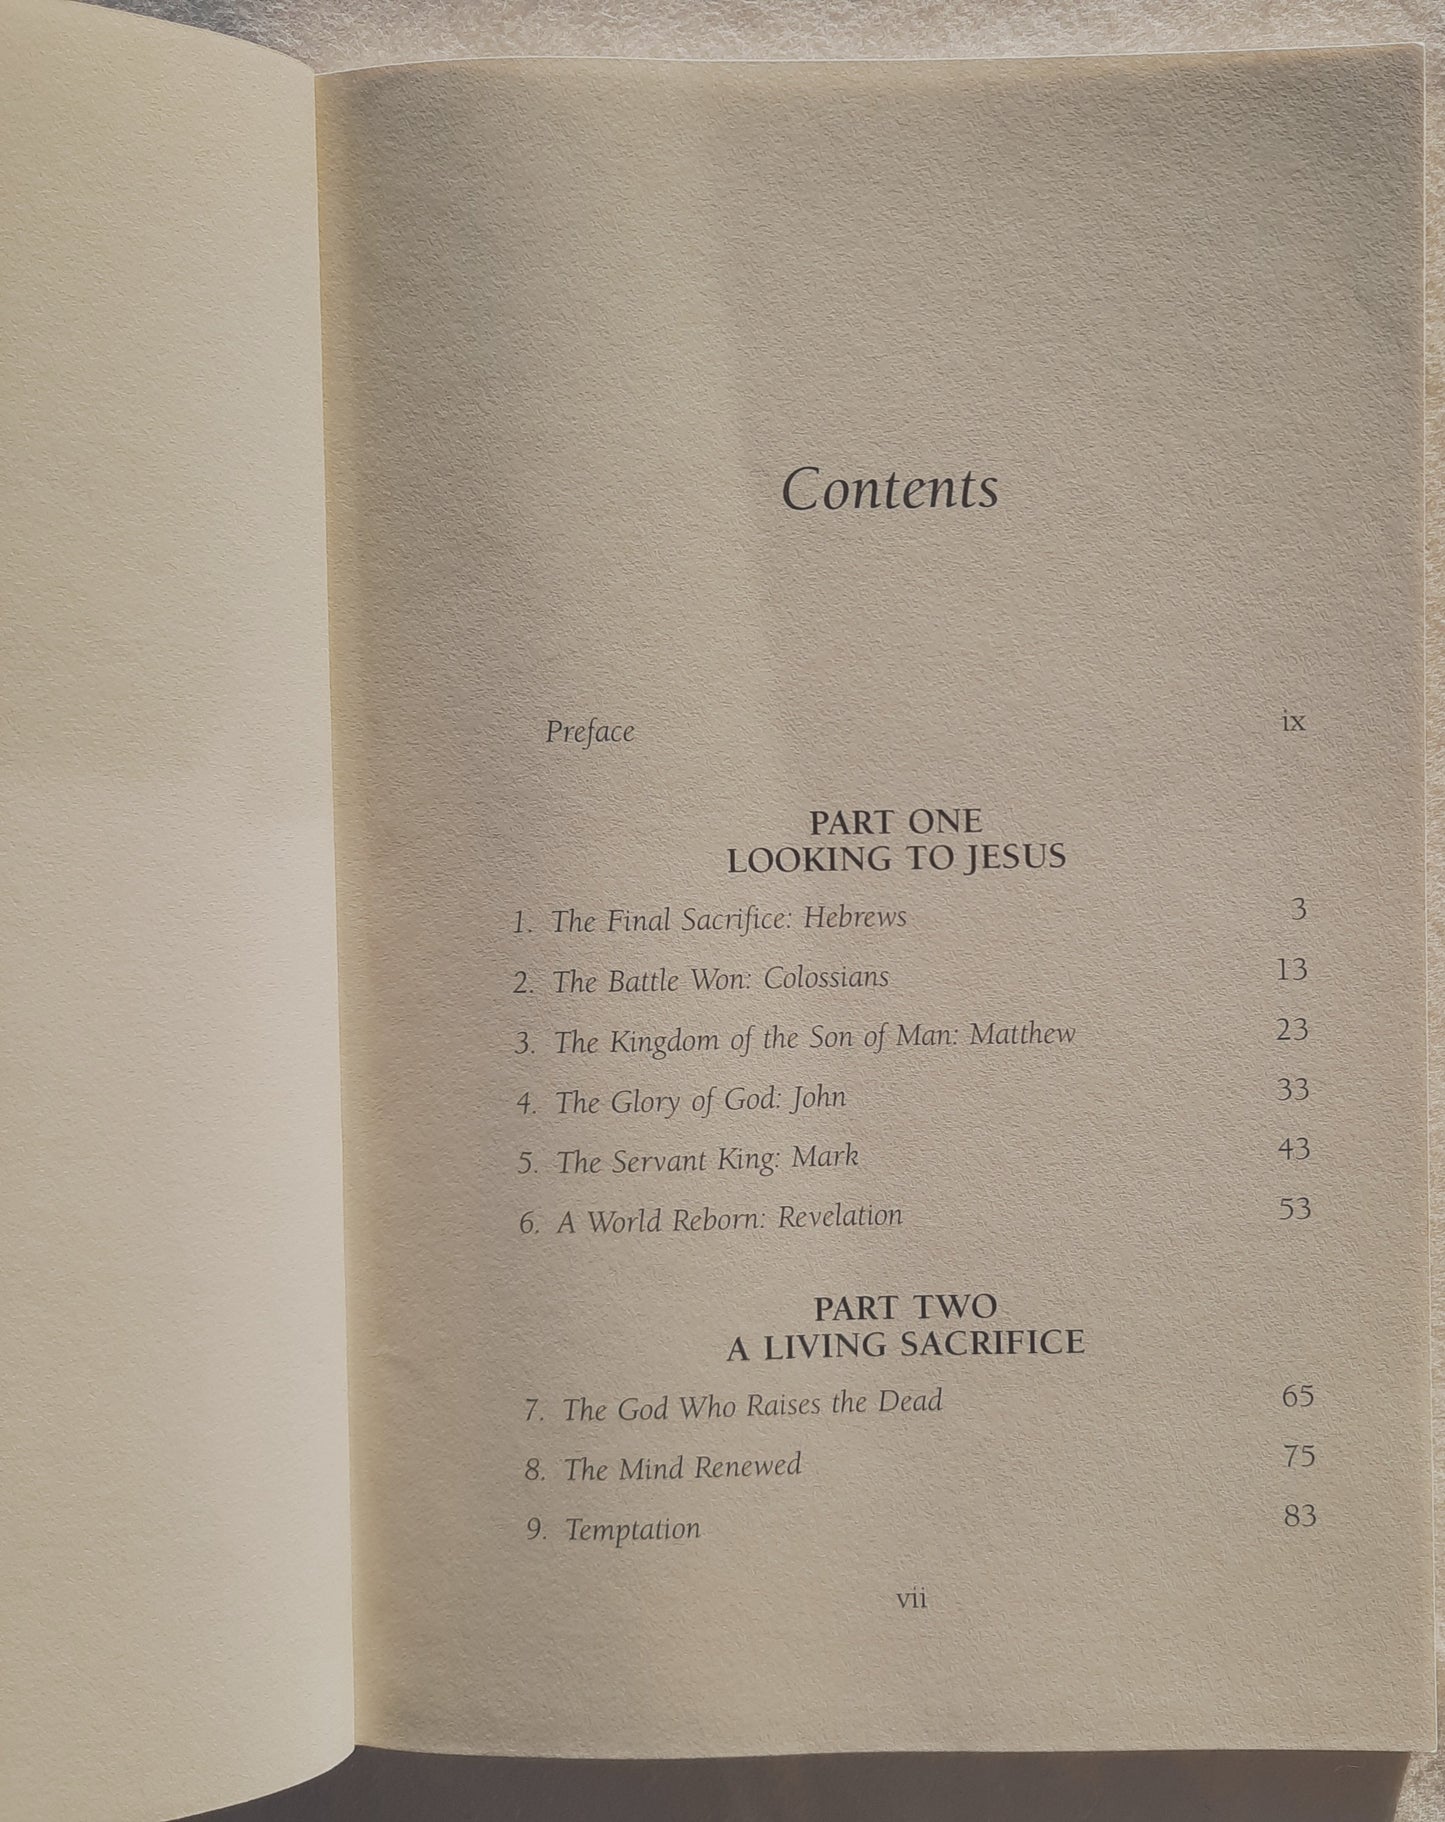 Contents
Preface ix
PART ONE
LOOKING TO JESUS
1. The Final Sacrifice: Hebrews 3
2. The Battle Won: Colossians 13
3. The Kingdom of the Son of Man: Matthew 23
4. The Glory of God: John 33
5. The Servant King: Mark 43
6. A World Reborn: Revelation 53
PART TWO
A LIVING SACRIFICE
7. The God Who Raises the Dead 65
8. The Mind Renewed 75
9. Temptation 83
vii